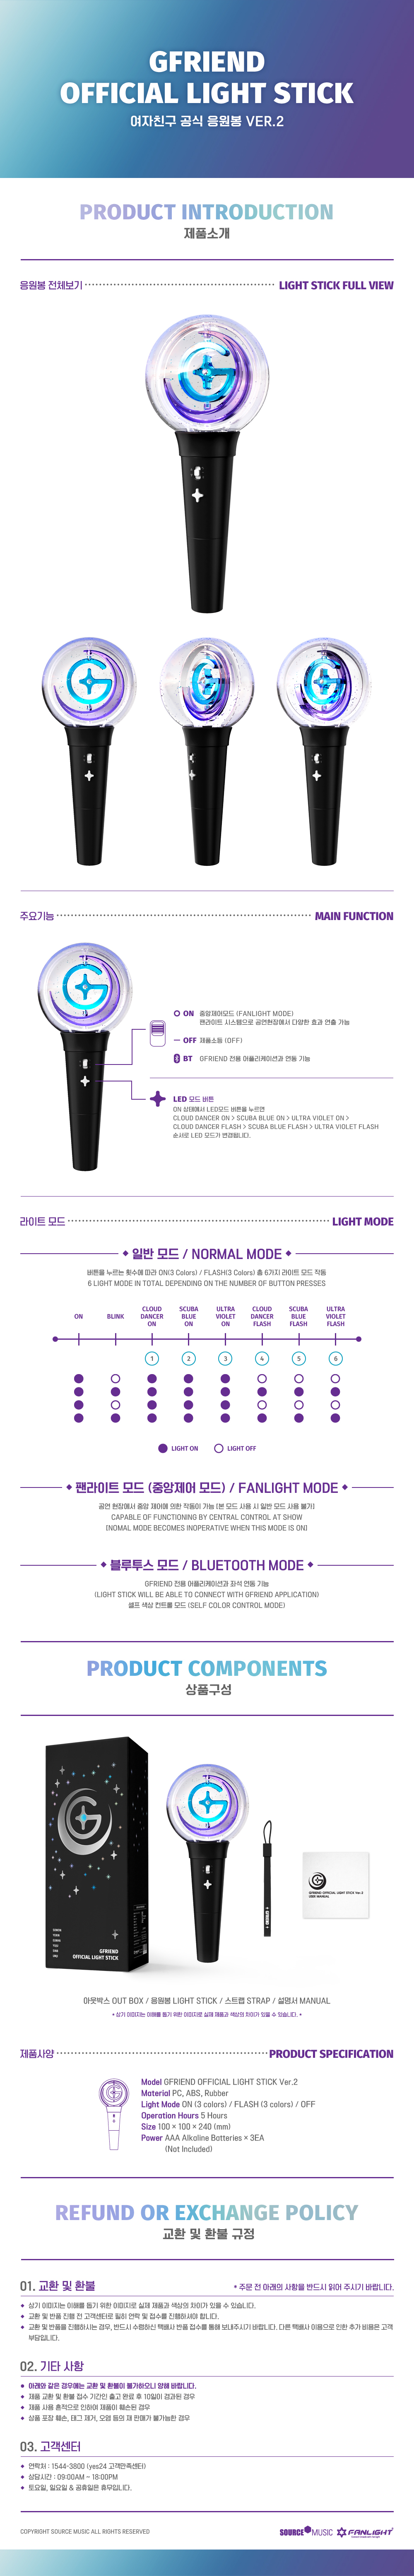 GFRIEND
OFFICIAL LIGHT STICK
여자친구 공식 응원봉 VER.2
PRODUCT INTRODUCTION
제품소개
응원봉 전체보기
LIGHT STICK FULL VIEW
주요기능
MAIN FUNCTION
ON 중앙제어모드 (FANLIGHT MODE)
팬라이트 시스템으로 공연현장에서 다양한 효과 연출 가능
OFF 제품소등 (OFF)
BT GFRIEND 전용 어플리케이션과 연동 기능
LED 모드 버튼
ON 상태에서 LED모드 버튼을 누르면
CLOUD DANCER ON > SCUBA BLUE ON > ULTRA VIOLET ON >
CLOUD DANCER FLASH > SCUBA BLUE FLASH > ULTRA VIOLET FLASH
순서로 LED 모드가 변경됩니다.
라이트 모드
LIGHT MODE
일반 모드 / NORMAL MODE
버튼을 누르는 횟수에 따라 ON(3 Colors) / FLASH(3 Colors) 총 6가지 라이트 모드 작동
6 LIGHT MODE IN TOTAL DEPENDING ON THE NUMBER OF BUTTON PRESSES
ON
BLINK
CLOUD DANCER ON
SCUBA BLUE ON
ULTRA VIOLET ON
CLOUD DANCER FLASH
SCUBA BLUE FLASH
ULTRA VIOLET FLASH
1 2 3 4 5 6
LIGHT ON LIGHT OFF
팬라이트 모드 (중앙제어 모드) / FANLIGHT MODE
공연 현장에서 중앙 제어에 의한 작동이 가능 [본 모드 사용 시 일반 모드 사용 불가]
CAPABLE OF FUNCTIONING BY CENTRAL CONTROL AT SHOW
[NOMAL MODE BECOMES INOPERATIVE WHEN THIS MODE IS ON]
블루투스 모드 / BLUETOOTH MODE
GFRIEND 전용 어플리케이션과 좌석 연동 기능
(LIGHT STICK WILL BE ABLE TO CONNECT WITH GFRIEND APPLICATION)
셀프 색상 컨트롤 모드 (SELF COLOR CONTROL MODE)
PRODUCT COMPONENTS
상품구성
GFRIEND
OFFICIAL LIGHT STICK
GFRIEND
GFRIEND OFFICIAL LIGHT STICK Ver.2
USER MANUAL
아웃박스 OUT BOX / 응원봉 LIGHT STICK / 스트랩 STRAP / 설명서 MANUAL
* 상기 이미지는 이해를 돕기 위한 이미지로 실제 제품과 색상의 차이가 있을 수 있습니다. *
제품사양
PRODUCT SPECIFICATION
Model GFRIEND OFFICIAL LIGHT STICK Ver.2
Material PC, ABS, Rubber
Light Mode ON (3 colors) / FLASH (3 colors) / OFF
Operation Hours 5 Hours
Size 100 × 100 × 240 (mm)
Power AAA Alkaline Batteries × 3EA
(Not Included)
REFUND OR EXCHANGE POLICY
교환 및 환불 규정
01. 교환 및 환불
* 주문 전 아래의 사항을 반드시 읽어 주시기 바랍니다.
상기 이미지는 이해를 돕기 위한 이미지로 실제 제품과 색상의 차이가 있을 수 있습니다.
교환 및 반품 진행 전 고객센터로 필히 연락 및 접수를 진행하셔야 합니다.
교환 및 반품을 진행하시는 경우, 반드시 수령하신 택배사 반품 접수를 통해 보내주시기 바랍니다. 다른 택배사 이용으로 인한 추가 비용은 고객
부담입니다.
02. 기타 사항
아래와 같은 경우에는 교환 및 환불이 불가하오니 양해 바랍니다.
제품 교환 및 환불 접수 기간인 출고 완료 후 10일이 경과된 경우
제품 사용 흔적으로 인하여 제품이 훼손된 경우
상품 포장 훼손, 태그 제거, 오염 등의 재 판매가 불가능한 경우
03. 고객센터
연락처 : 1544-3800 (yes24 고객만족센터)
상담시간 : 09:00AM ~ 18:00PM
토요일, 일요일 & 공휴일은 휴무입니다.
COPYRIGHT SOURCE MUSIC ALL RIGHTS RESERVED
SOURCE MUSIC FANLIGHT